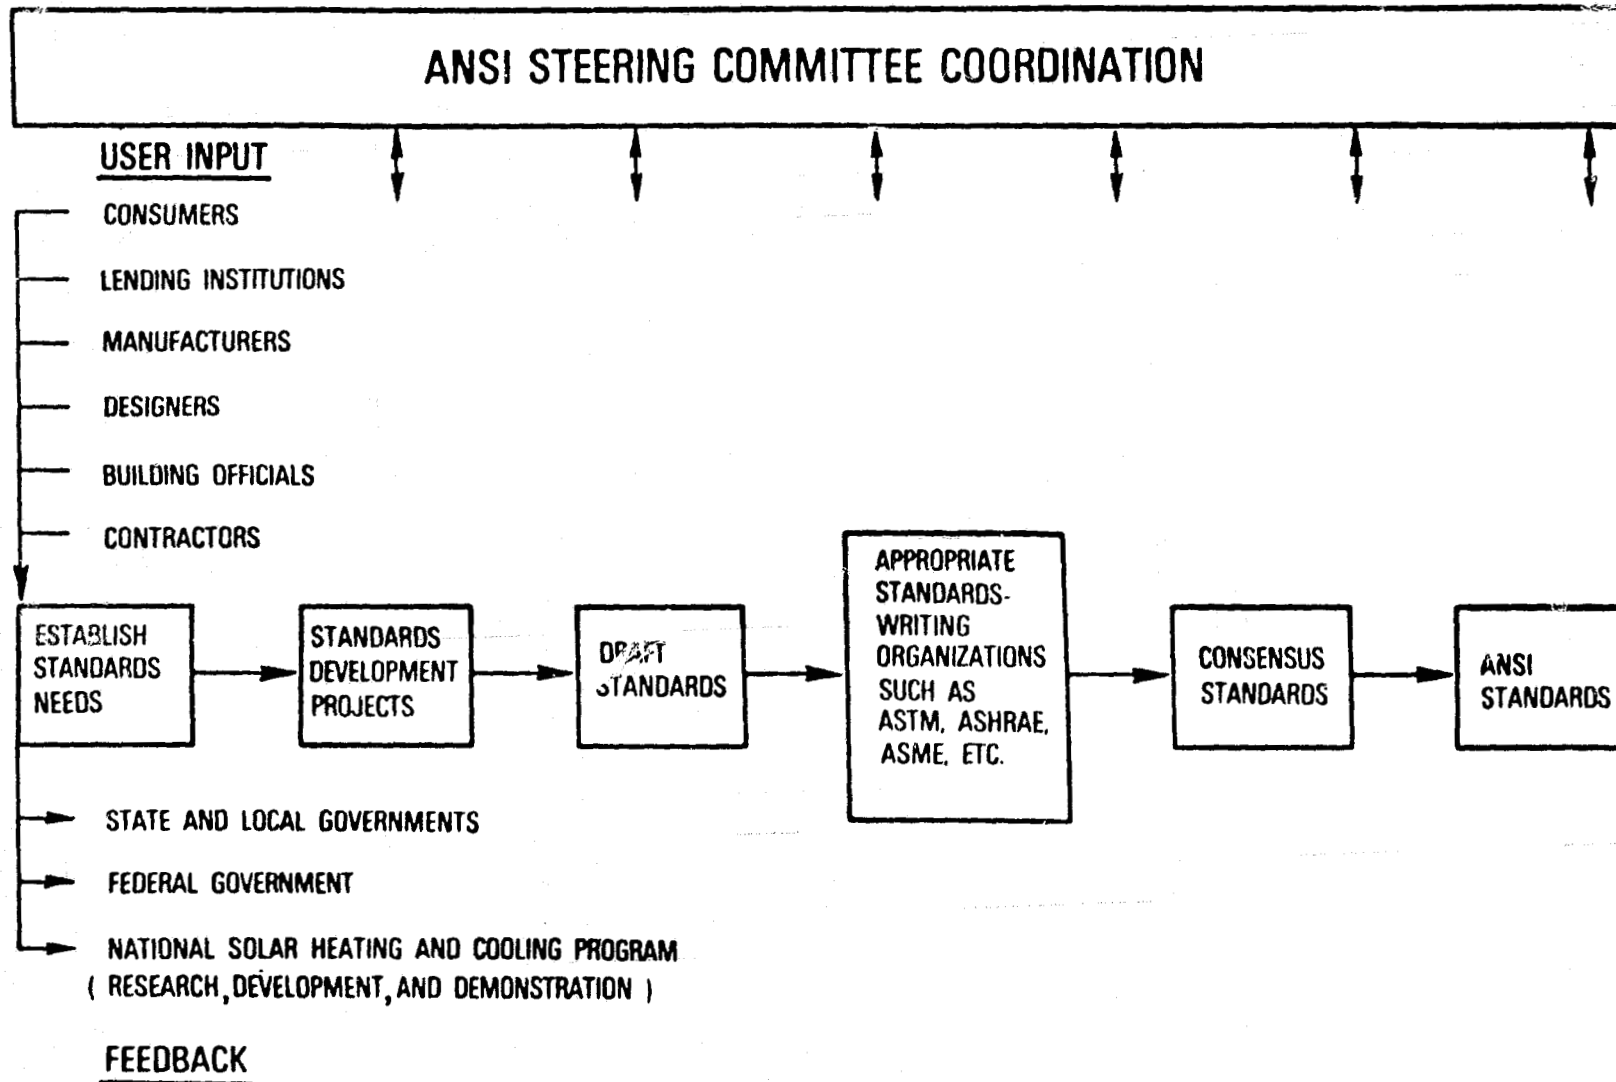 ANSI STEERING COMMITTEE COORDINATION
USER INPUT
CONSUMERS
LENDING INSTITUTIONS
MANUFACTURERS
DESIGNERS
BUILDING OFFICIALS
CONTRACTORS
ESTABLISH
STANDARDS
NEEDS
STANDARDS
DEVELOPMENT
PROJECTS
DRAFT
STANDARDS
APPROPRIATE
STANDARDS-
WRITING
ORGANIZATIONS
SUCH AS
ASTM, ASHRAE,
ASME, ETC.
CONSENSUS
STANDARDS
ANSI
STANDARDS
STATE AND LOCAL GOVERNMENTS
FEDERAL GOVERNMENT
NATIONAL SOLAR HEATING AND COOLING PROGRAM
( RESEARCH, DEVELOPMENT, AND DEMONSTRATION )
FEEDBACK